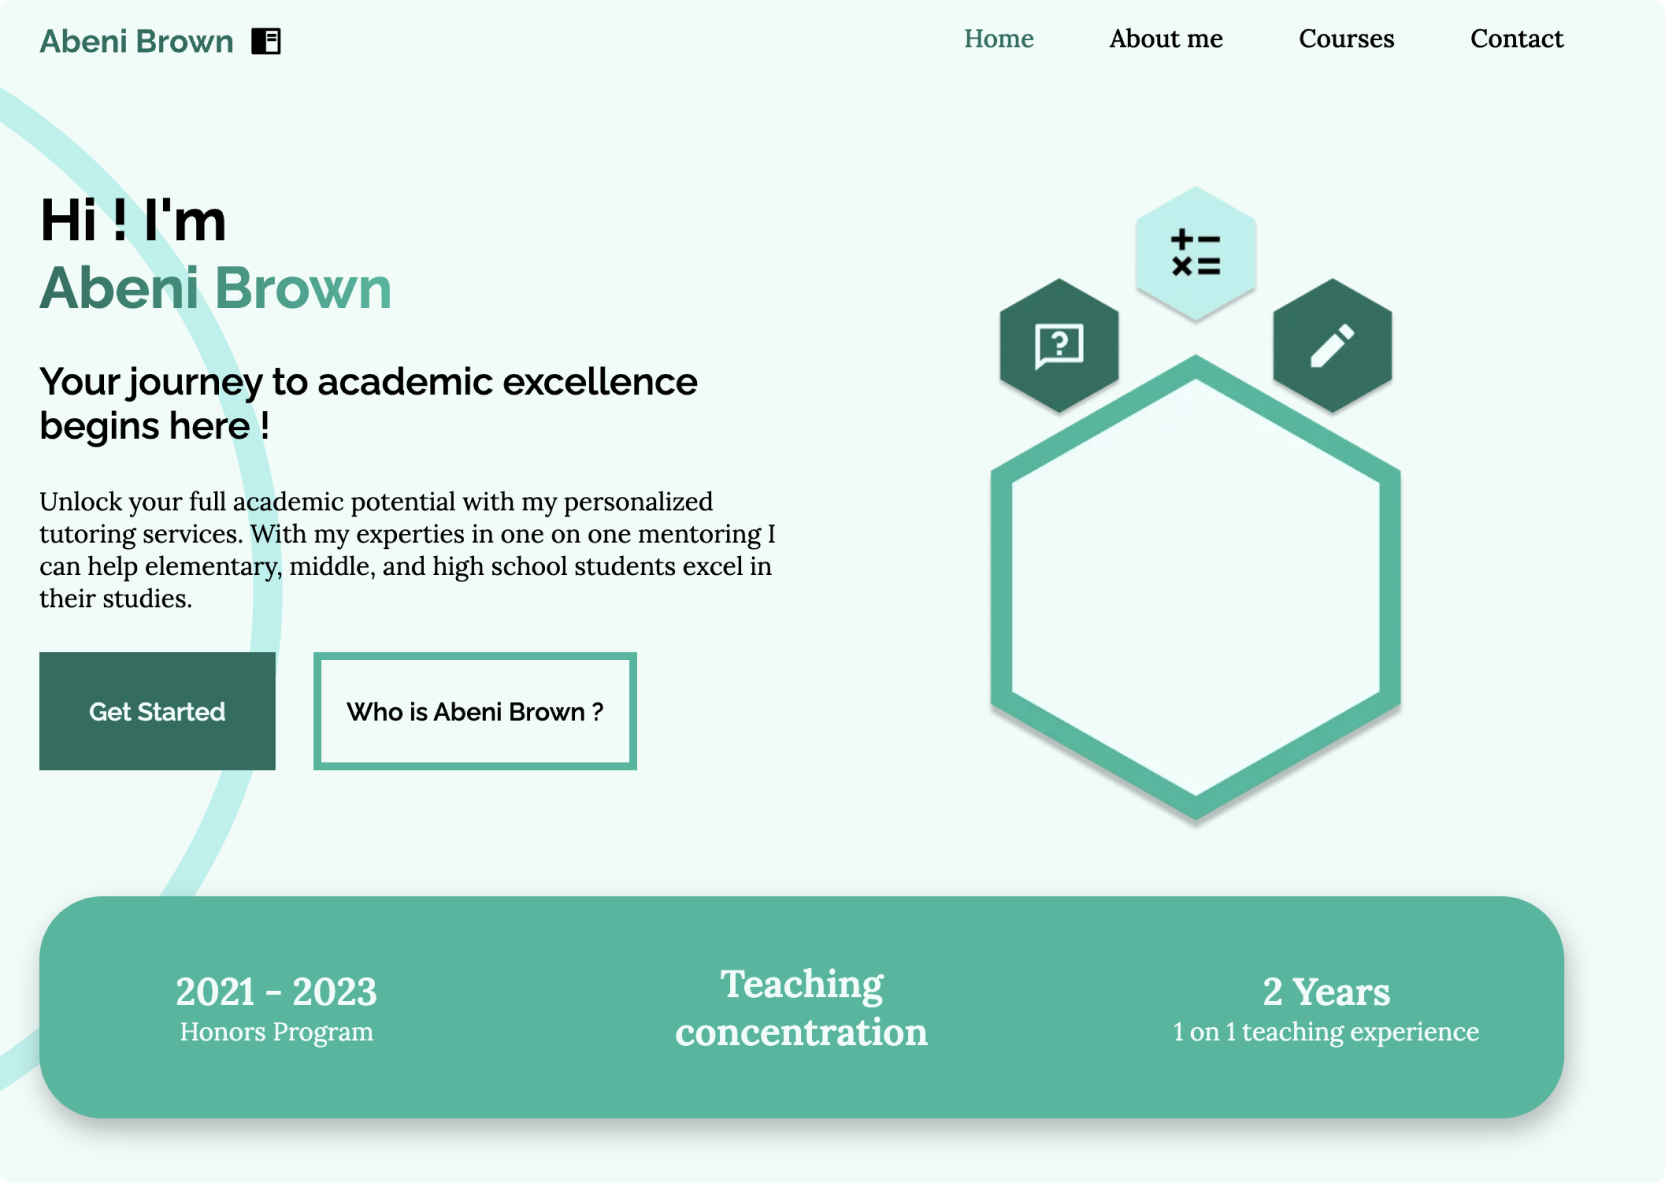 Abeni Brown
Home
About me
Courses
Contact
Hi ! I'm
Abeni Brown
Your journey to academic excellence
begins here !
Unlock your full academic potential with my personalized
tutoring services. With my experties in one on one mentoring I
can help elementary, middle, and high school students excel in
their studies.
Get Started
Who is Abeni Brown ?
2021 - 2023
Honors Program
Teaching
concentration
2 Years
1 on 1 teaching experience